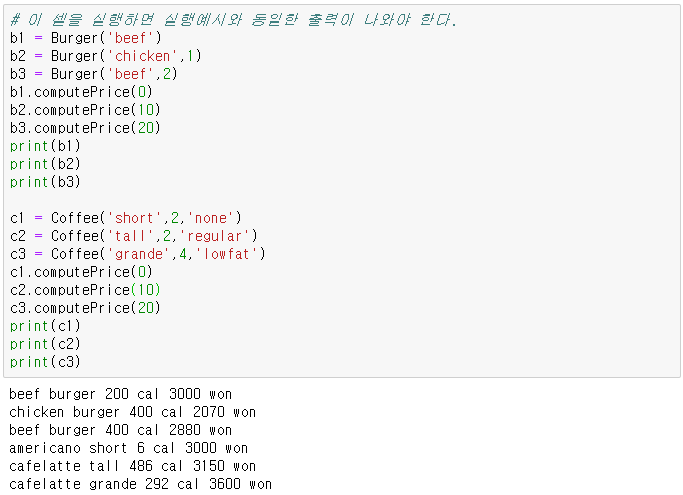 # 이 셀을 실행하면 실행예시와 동일한 출력이 나와야 한다.
b1 = Burger('beef')
b2 = Burger('chicken',1)
b3 = Burger('beef',2)
b1.computePrice(0)
b2.computePrice(10)
b3.computePrice(20)
print(b1)
print(b2)
print(b3)
c1 = Coffee('short',2,'none')
c2 = Coffee('tall',2,'regular')
c3 = Coffee('grande',4,'lowfat')
c1.computePrice(0)
c2.computePrice(10)
c3.computePrice(20)
print(c1)
print(c2)
print(c3)
beef burger 200 cal 3000 won
chicken burger 400 cal 2070 won
beef burger 400 cal 2880 won
americano short 6 cal 3000 won
cafelatte tall 486 cal 3150 won
cafelatte grande 292 cal 3600 won